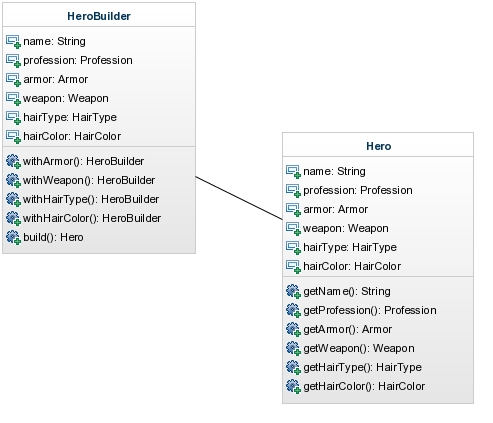 HeroBuilder
name: String
profession: Profession
armor: Armor
weapon: Weapon
hairType: HairType
hairColor: HairColor
withArmor(): HeroBuilder
withWeapon(): HeroBuilder
withHairType(): HeroBuilder
withHairColor(): HeroBuilder
build(): Hero
Hero
name: String
profession: Profession
armor: Armor
weapon: Weapon
hairType: HairType
hairColor: HairColor
getName(): String
getProfession(): Profession
getArmor(): Armor
getWeapon(): Weapon
getHairType(): HairType
getHairColor(): HairColor